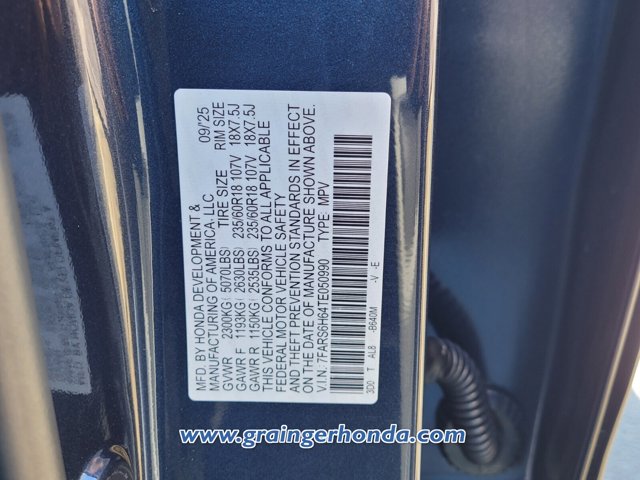 MFD. BY HONDA DEVELOPMENT & 09/25
MANUFACTURING OF AMERICA, LLC
TIRE SIZE RIM SIZE
GVWR 2300KG( 5070LBS)
GAWR F 1193KG( 2630LBS) 235/60R18 107V 18X7.5J
GAWR R 1150KG( 2535LBS) 235/60R18 107V 18X7.5J
THIS VEHICLE CONFORMS TO ALL APPLICABLE
FEDERAL MOTOR VEHICLE SAFETY
AND THEFT PREVENTION STANDARDS IN EFFECT
ON THE DATE OF MANUFACTURE SHOWN ABOVE.
V.I.N.: 7FARS6H64TE050990 TYPE: MPV
3D0 T AL8 -B640M -V -E
www.graingerhonda.com